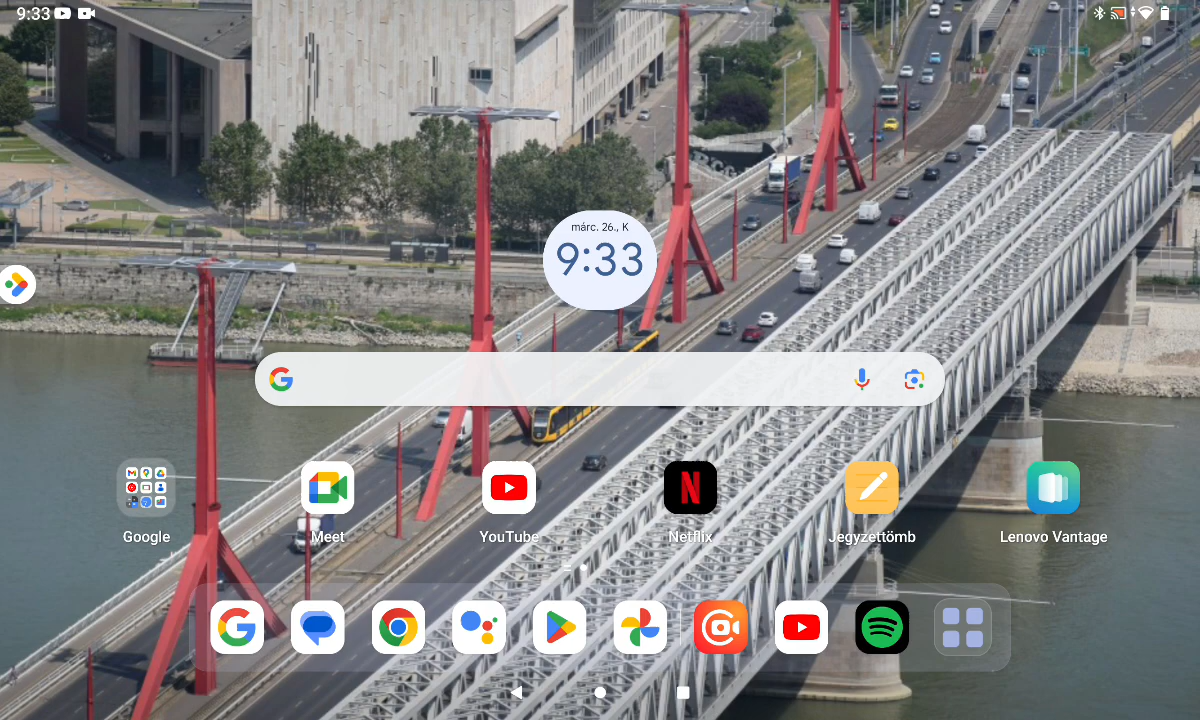 9:33
márc. 26., K
9:33
Google
Meet
YouTube
Netflix
Jegyzettömb
Lenovo Vantage